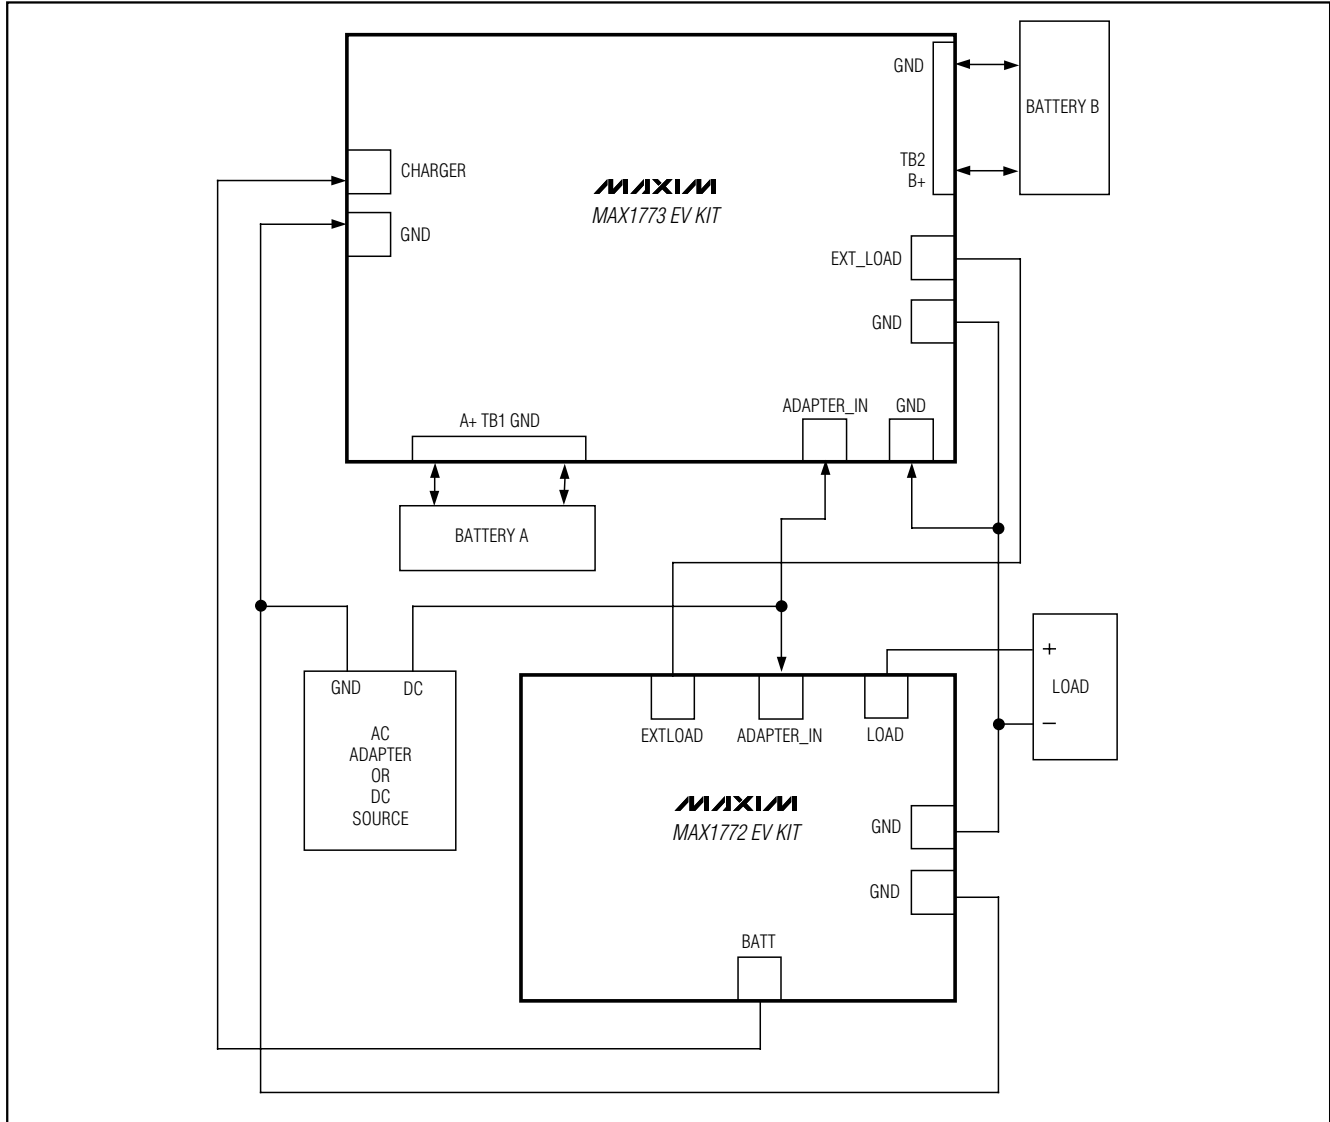 GND
BATTERY B
CHARGER
TB2
B+
MAXIM
MAX1773 EV KIT
GND
EXT_LOAD
GND
ADAPTER_IN
GND
A+ TB1 GND
BATTERY A
GND
DC
AC
ADAPTER
OR
DC
SOURCE
+
LOAD
−
EXTLOAD
ADAPTER_IN
LOAD
MAXIM
MAX1772 EV KIT
GND
GND
BATT